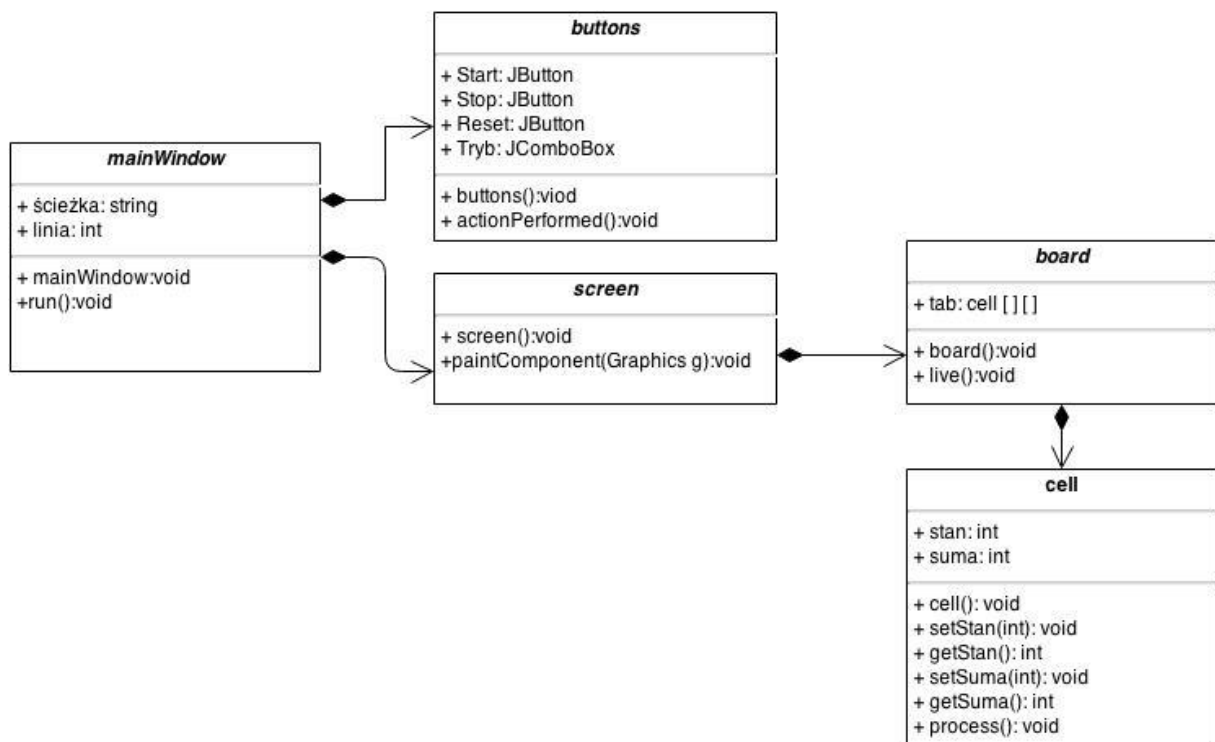 buttons
+ Start: JButton
+ Stop: JButton
+ Reset: JButton
+ Tryb: JComboBox
+ buttons():viod
+ actionPerformed():void
mainWindow
+ ścieżka: string
+ linia: int
+ mainWindow:void
+run():void
screen
+ screen():void
+paintComponent(Graphics g):void
board
+ tab: cell [ ] [ ]
+ board():void
+ live():void
cell
+ stan: int
+ suma: int
+ cell(): void
+ setStan(int): void
+ getStan(): int
+ setSuma(int): void
+ getSuma(): int
+ process(): void